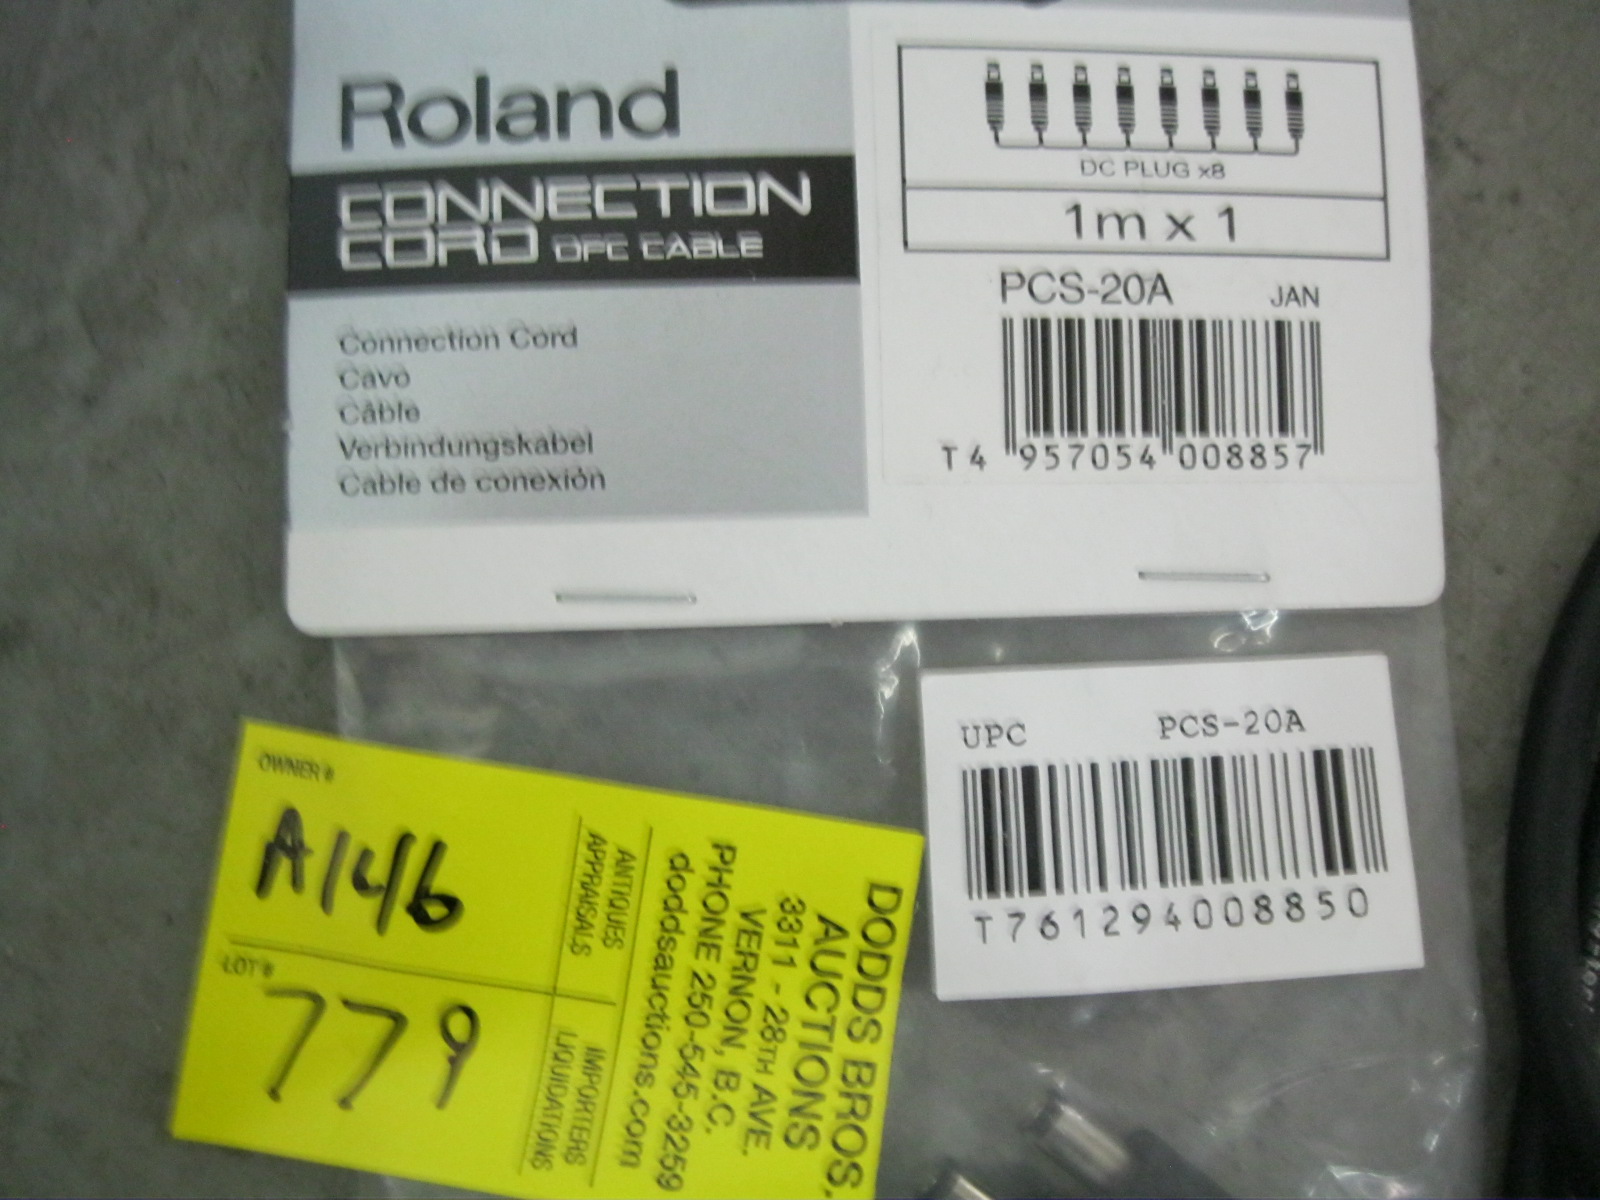 Roland
CONNECTION
CORD DPC CABLE
Connection Cord
Cavo
Câble
Verbindungskabel
Cable de conexión
DC PLUG x8
1m x 1
PCS-20A JAN
T4 957054 008857
UPC PCS-20A
T761294008850
OWNER #
A146
LOT #
779
ANTIQUES
APPRAISALS
IMPORTERS
LIQUIDATIONS
DODDS BROS.
AUCTIONS
3311 - 28TH AVE.
VERNON, B.C.
PHONE 250-545-3259
doddsauctions.com